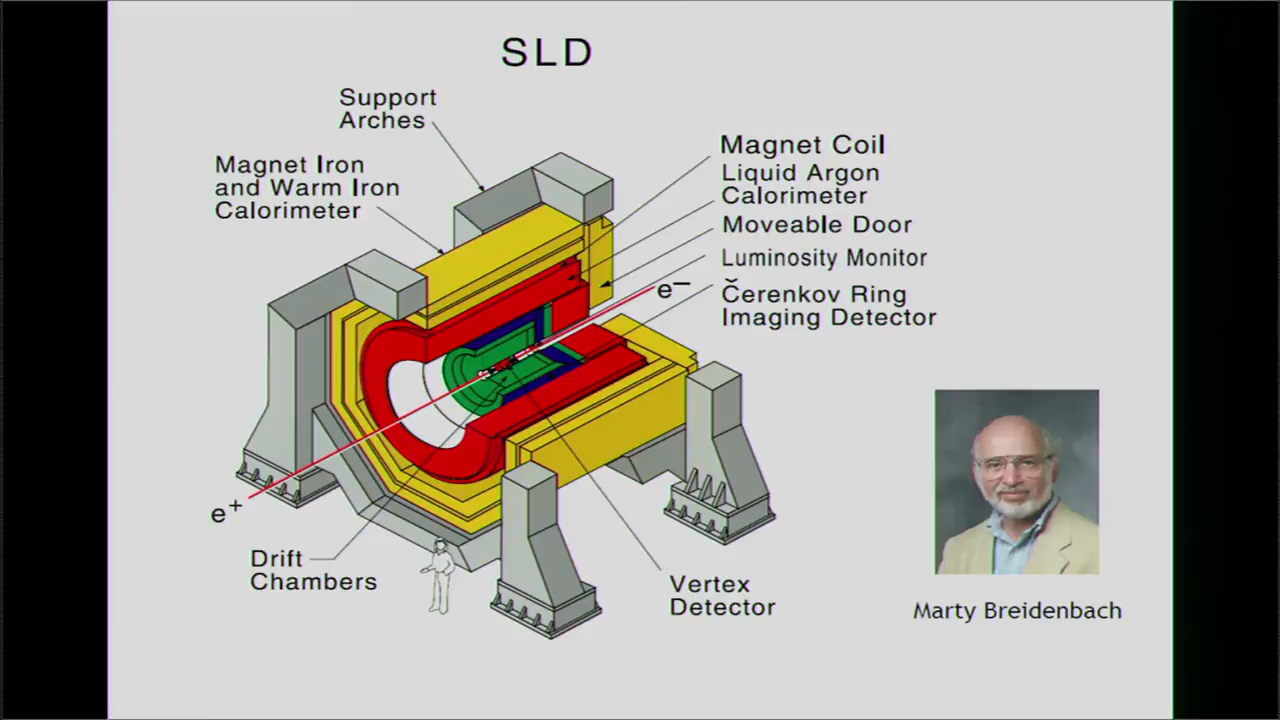 SLD
Support
Arches
Magnet Iron
and Warm Iron
Calorimeter
Magnet Coil
Liquid Argon
Calorimeter
Moveable Door
Luminosity Monitor
e−
Čerenkov Ring
Imaging Detector
e+
Drift
Chambers
Vertex
Detector
Marty Breidenbach